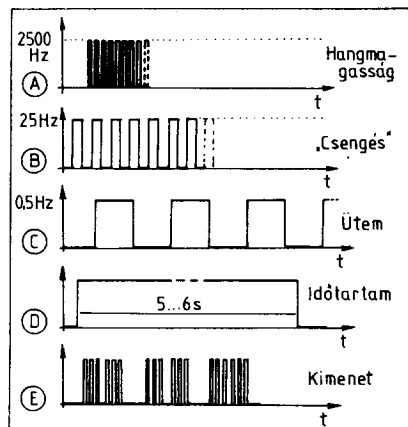 2500
Hz
A
Hangma-
gasság
t
25Hz
B
„Csengés"
t
0,5Hz
C
Ütem
t
D
5...6s
Időtartam
t
E
Kimenet
t